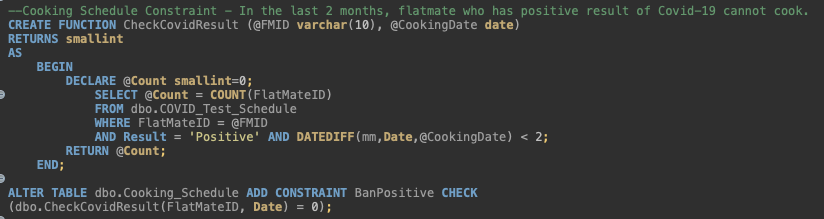 --Cooking Schedule Constraint - In the last 2 months, flatmate who has positive result of Covid-19 cannot cook.
CREATE FUNCTION CheckCovidResult (@FMID varchar(10), @CookingDate date)
RETURNS smallint
AS
BEGIN
DECLARE @Count smallint=0;
SELECT @Count = COUNT(FlatMateID)
FROM dbo.COVID_Test_Schedule
WHERE FlatMateID = @FMID
AND Result = 'Positive' AND DATEDIFF(mm,Date,@CookingDate) < 2;
RETURN @Count;
END;
ALTER TABLE dbo.Cooking_Schedule ADD CONSTRAINT BanPositive CHECK
(dbo.CheckCovidResult(FlatMateID, Date) = 0);